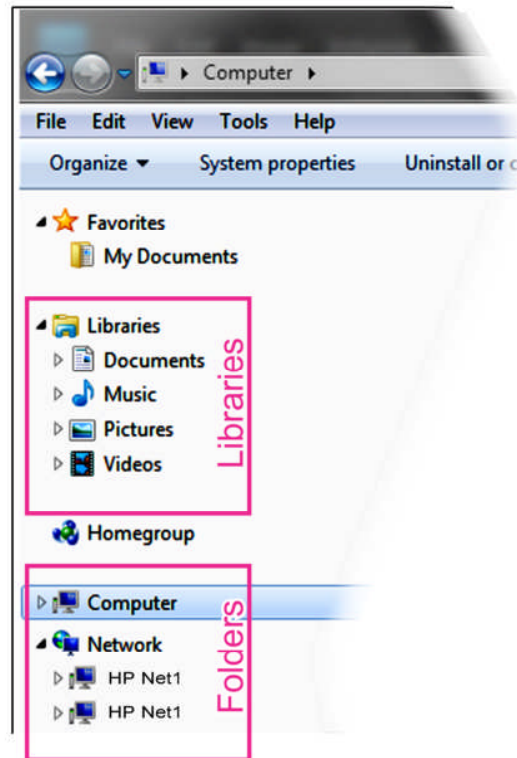 Computer
File Edit View Tools Help
Organize System properties Uninstall or
Favorites
My Documents
Libraries
Documents
Music
Pictures
Videos
Libraries
Homegroup
Computer
Network
HP Net1
HP Net1
Folders